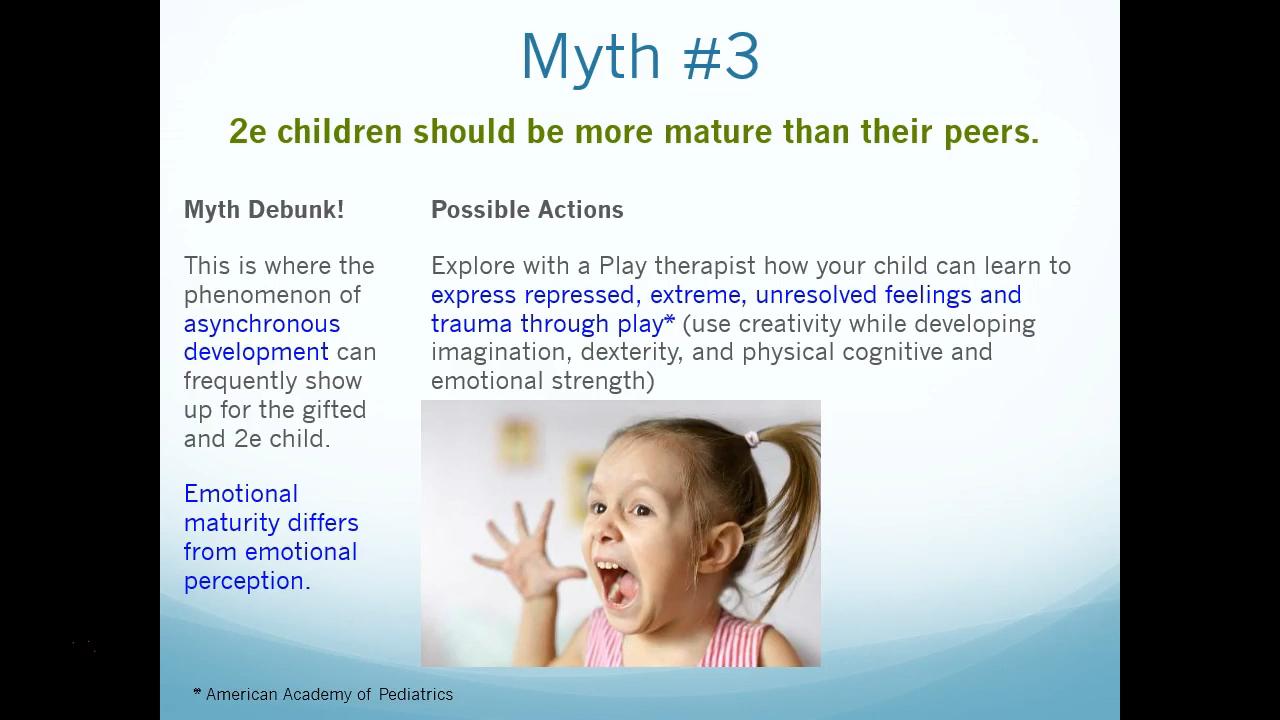 Myth #3
2e children should be more mature than their peers.
Myth Debunk!
This is where the
phenomenon of
asynchronous
development can
frequently show
up for the gifted
and 2e child.
Emotional
maturity differs
from emotional
perception.
Possible Actions
Explore with a Play therapist how your child can learn to
express repressed, extreme, unresolved feelings and
trauma through play* (use creativity while developing
imagination, dexterity, and physical cognitive and
emotional strength)
* American Academy of Pediatrics